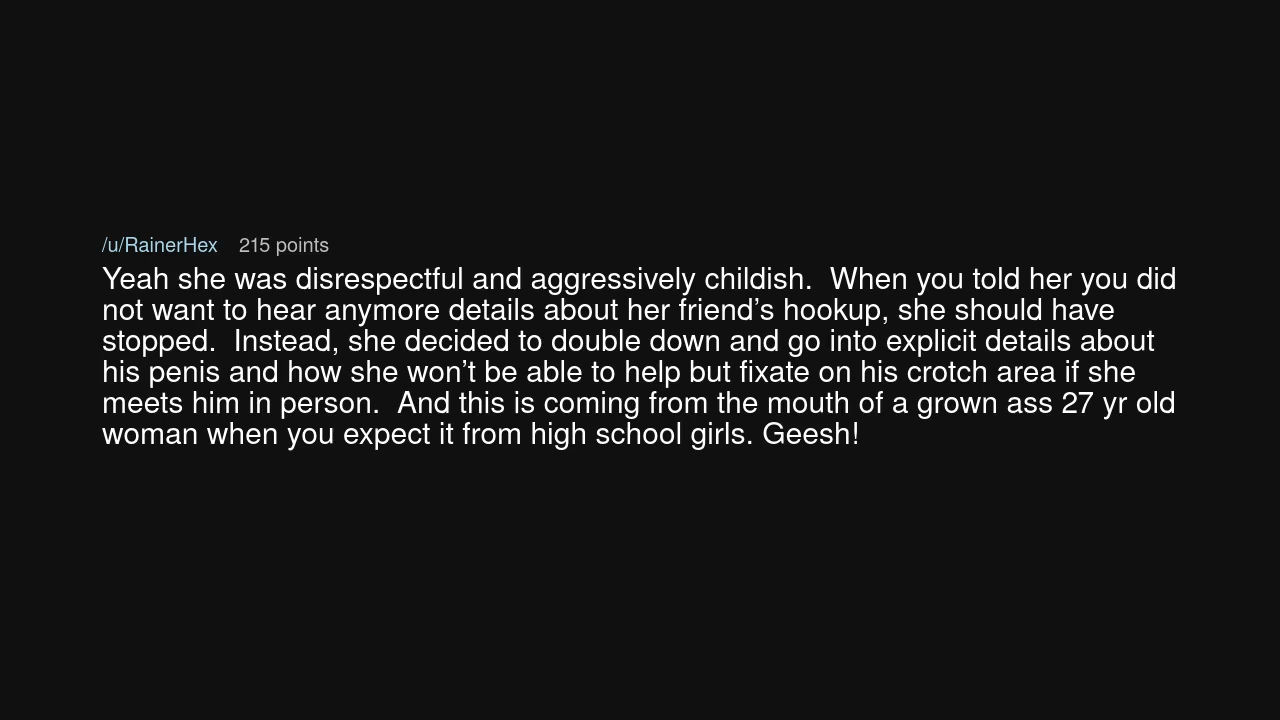 /u/RainerHex 215 points
Yeah she was disrespectful and aggressively childish.  When you told her you did
not want to hear anymore details about her friend’s hookup, she should have
stopped.  Instead, she decided to double down and go into explicit details about
his penis and how she won’t be able to help but fixate on his crotch area if she
meets him in person.  And this is coming from the mouth of a grown ass 27 yr old
woman when you expect it from high school girls. Geesh!